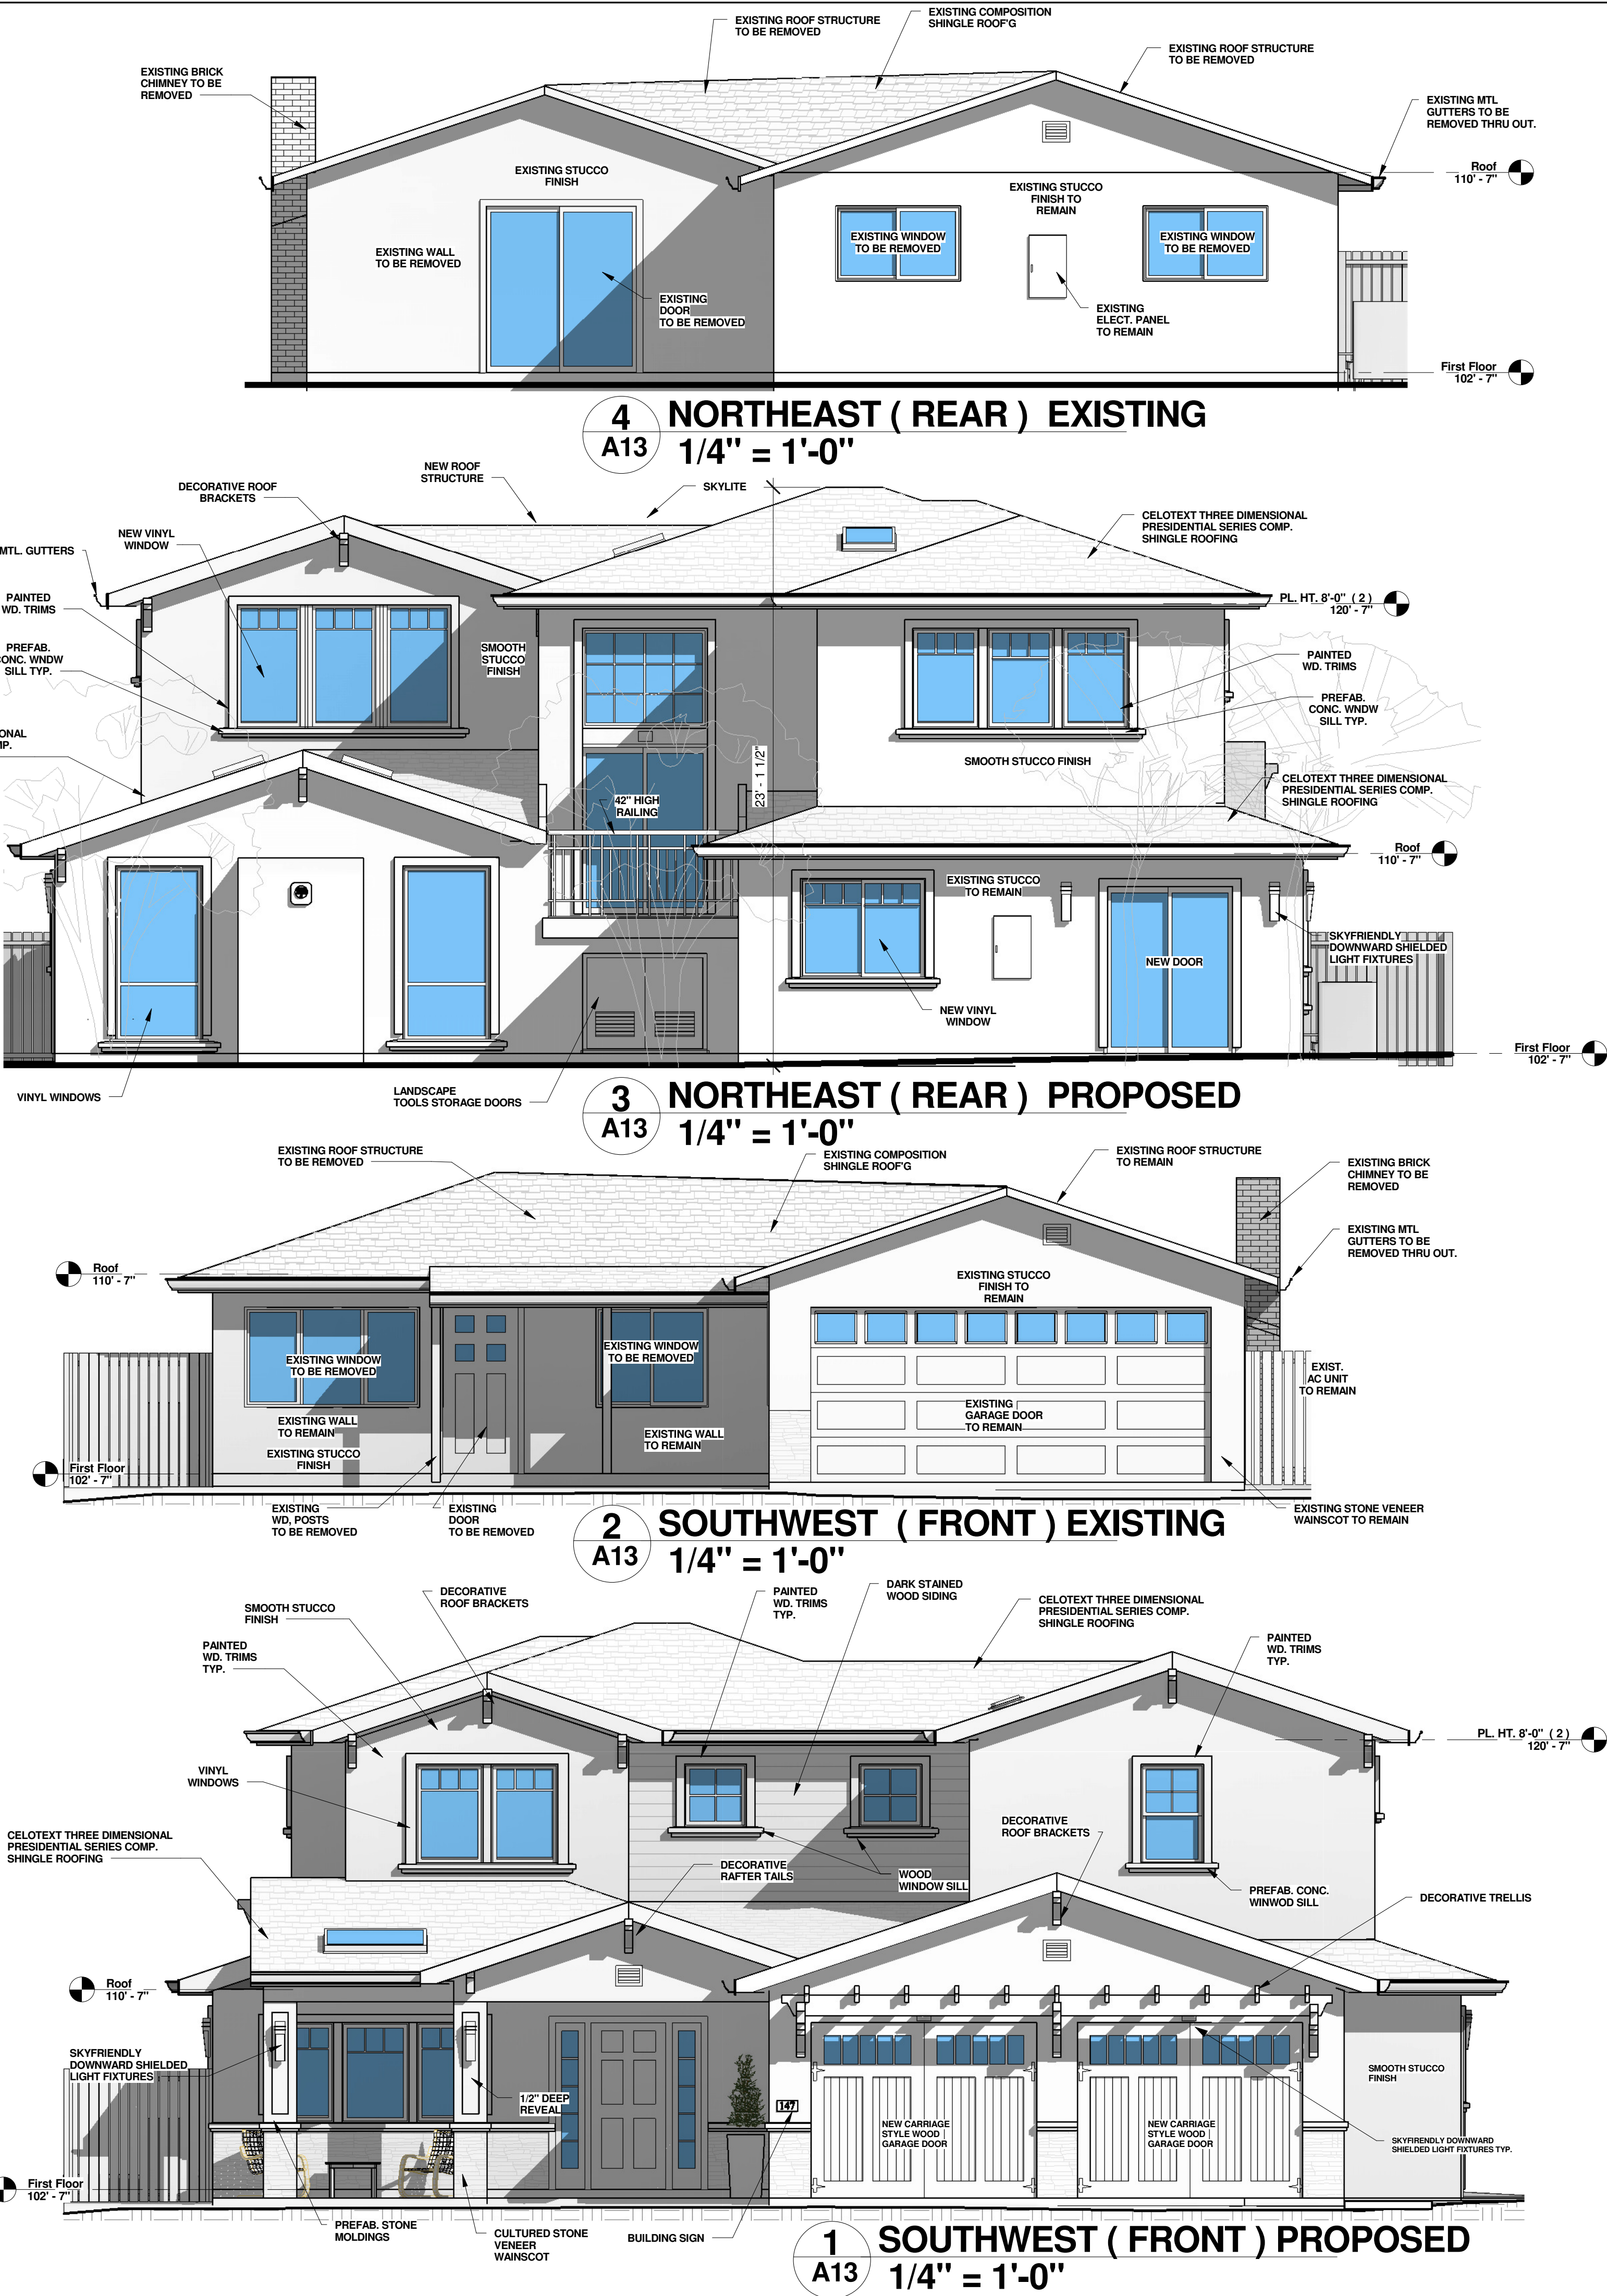 EXISTING ROOF STRUCTURE
TO BE REMOVED
EXISTING COMPOSITION
SHINGLE ROOF'G
EXISTING ROOF STRUCTURE
TO BE REMOVED
EXISTING BRICK
CHIMNEY TO BE
REMOVED
EXISTING MTL
GUTTERS TO BE
REMOVED THRU OUT.
EXISTING STUCCO
FINISH
Roof
110' - 7"
EXISTING STUCCO
FINISH TO
REMAIN
EXISTING WALL
TO BE REMOVED
EXISTING WINDOW
TO BE REMOVED
EXISTING WINDOW
TO BE REMOVED
EXISTING
DOOR
TO BE REMOVED
EXISTING
ELECT. PANEL
TO REMAIN
First Floor
102' - 7"
4
A13
NORTHEAST ( REAR ) EXISTING
1/4" = 1'-0"
NEW ROOF
STRUCTURE
SKYLITE
DECORATIVE ROOF
BRACKETS
CELOTEXT THREE DIMENSIONAL
PRESIDENTIAL SERIES COMP.
SHINGLE ROOFING
NEW VINYL
WINDOW
MTL. GUTTERS
PAINTED
WD. TRIMS
PL. HT. 8'-0" ( 2 )
120' - 7"
PREFAB.
CONC. WNDW
SILL TYP.
SMOOTH
STUCCO
FINISH
PAINTED
WD. TRIMS
PREFAB.
CONC. WNDW
SILL TYP.
ONAL
MP.
SMOOTH STUCCO FINISH
23' - 1 1/2"
42" HIGH
RAILING
CELOTEXT THREE DIMENSIONAL
PRESIDENTIAL SERIES COMP.
SHINGLE ROOFING
Roof
110' - 7"
EXISTING STUCCO
TO REMAIN
SKYFRIENDLY
DOWNWARD SHIELDED
LIGHT FIXTURES
NEW DOOR
NEW VINYL
WINDOW
First Floor
102' - 7"
VINYL WINDOWS
LANDSCAPE
TOOLS STORAGE DOORS
3
A13
NORTHEAST ( REAR ) PROPOSED
1/4" = 1'-0"
EXISTING ROOF STRUCTURE
TO BE REMOVED
EXISTING COMPOSITION
SHINGLE ROOF'G
EXISTING ROOF STRUCTURE
TO REMAIN
EXISTING BRICK
CHIMNEY TO BE
REMOVED
EXISTING MTL
GUTTERS TO BE
REMOVED THRU OUT.
Roof
110' - 7"
EXISTING STUCCO
FINISH TO
REMAIN
EXISTING WINDOW
TO BE REMOVED
EXISTING WINDOW
TO BE REMOVED
EXIST.
AC UNIT
TO REMAIN
EXISTING WALL
TO REMAIN
EXISTING STUCCO
FINISH
EXISTING WALL
TO REMAIN
EXISTING
GARAGE DOOR
TO REMAIN
First Floor
102' - 7"
EXISTING
WD, POSTS
TO BE REMOVED
EXISTING
DOOR
TO BE REMOVED
EXISTING STONE VENEER
WAINSCOT TO REMAIN
2
A13
SOUTHWEST ( FRONT ) EXISTING
1/4" = 1'-0"
DECORATIVE
ROOF BRACKETS
PAINTED
WD. TRIMS
TYP.
DARK STAINED
WOOD SIDING
CELOTEXT THREE DIMENSIONAL
PRESIDENTIAL SERIES COMP.
SHINGLE ROOFING
SMOOTH STUCCO
FINISH
PAINTED
WD. TRIMS
TYP.
PAINTED
WD. TRIMS
TYP.
PL. HT. 8'-0" ( 2 )
120' - 7"
VINYL
WINDOWS
CELOTEXT THREE DIMENSIONAL
PRESIDENTIAL SERIES COMP.
SHINGLE ROOFING
DECORATIVE
ROOF BRACKETS
DECORATIVE
RAFTER TAILS
WOOD
WINDOW SILL
PREFAB. CONC.
WINWOD SILL
DECORATIVE TRELLIS
Roof
110' - 7"
SKYFRIENDLY
DOWNWARD SHIELDED
LIGHT FIXTURES
1/2" DEEP
REVEAL
147
SMOOTH STUCCO
FINISH
NEW CARRIAGE
STYLE WOOD
GARAGE DOOR
NEW CARRIAGE
STYLE WOOD
GARAGE DOOR
SKYFIRENDLY DOWNWARD
SHIELDED LIGHT FIXTURES TYP.
First Floor
102' - 7"
PREFAB. STONE
MOLDINGS
CULTURED STONE
VENEER
WAINSCOT
BUILDING SIGN
1
A13
SOUTHWEST ( FRONT ) PROPOSED
1/4" = 1'-0"